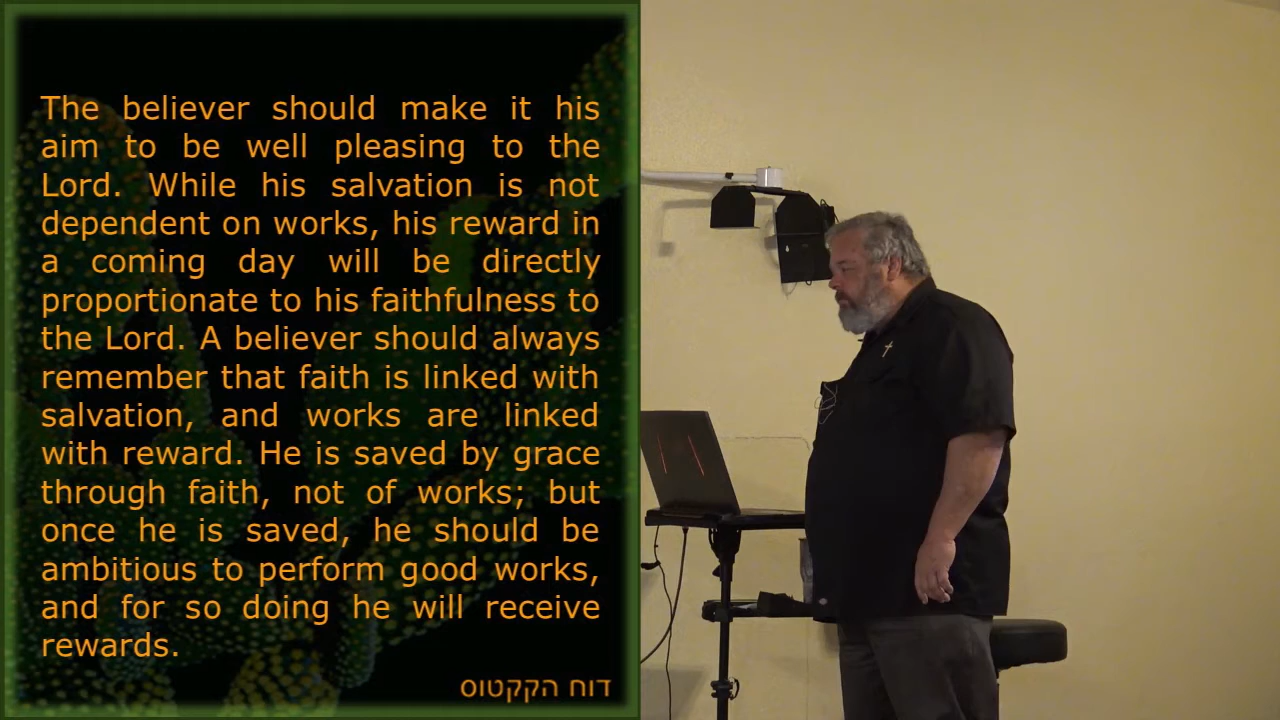 The believer should make it his
aim to be well pleasing to the
Lord. While his salvation is not
dependent on works, his reward in
a coming day will be directly
proportionate to his faithfulness to
the Lord. A believer should always
remember that faith is linked with
salvation, and works are linked
with reward. He is saved by grace
through faith, not of works; but
once he is saved, he should be
ambitious to perform good works,
and for so doing he will receive
rewards.
דוח הקקטוס